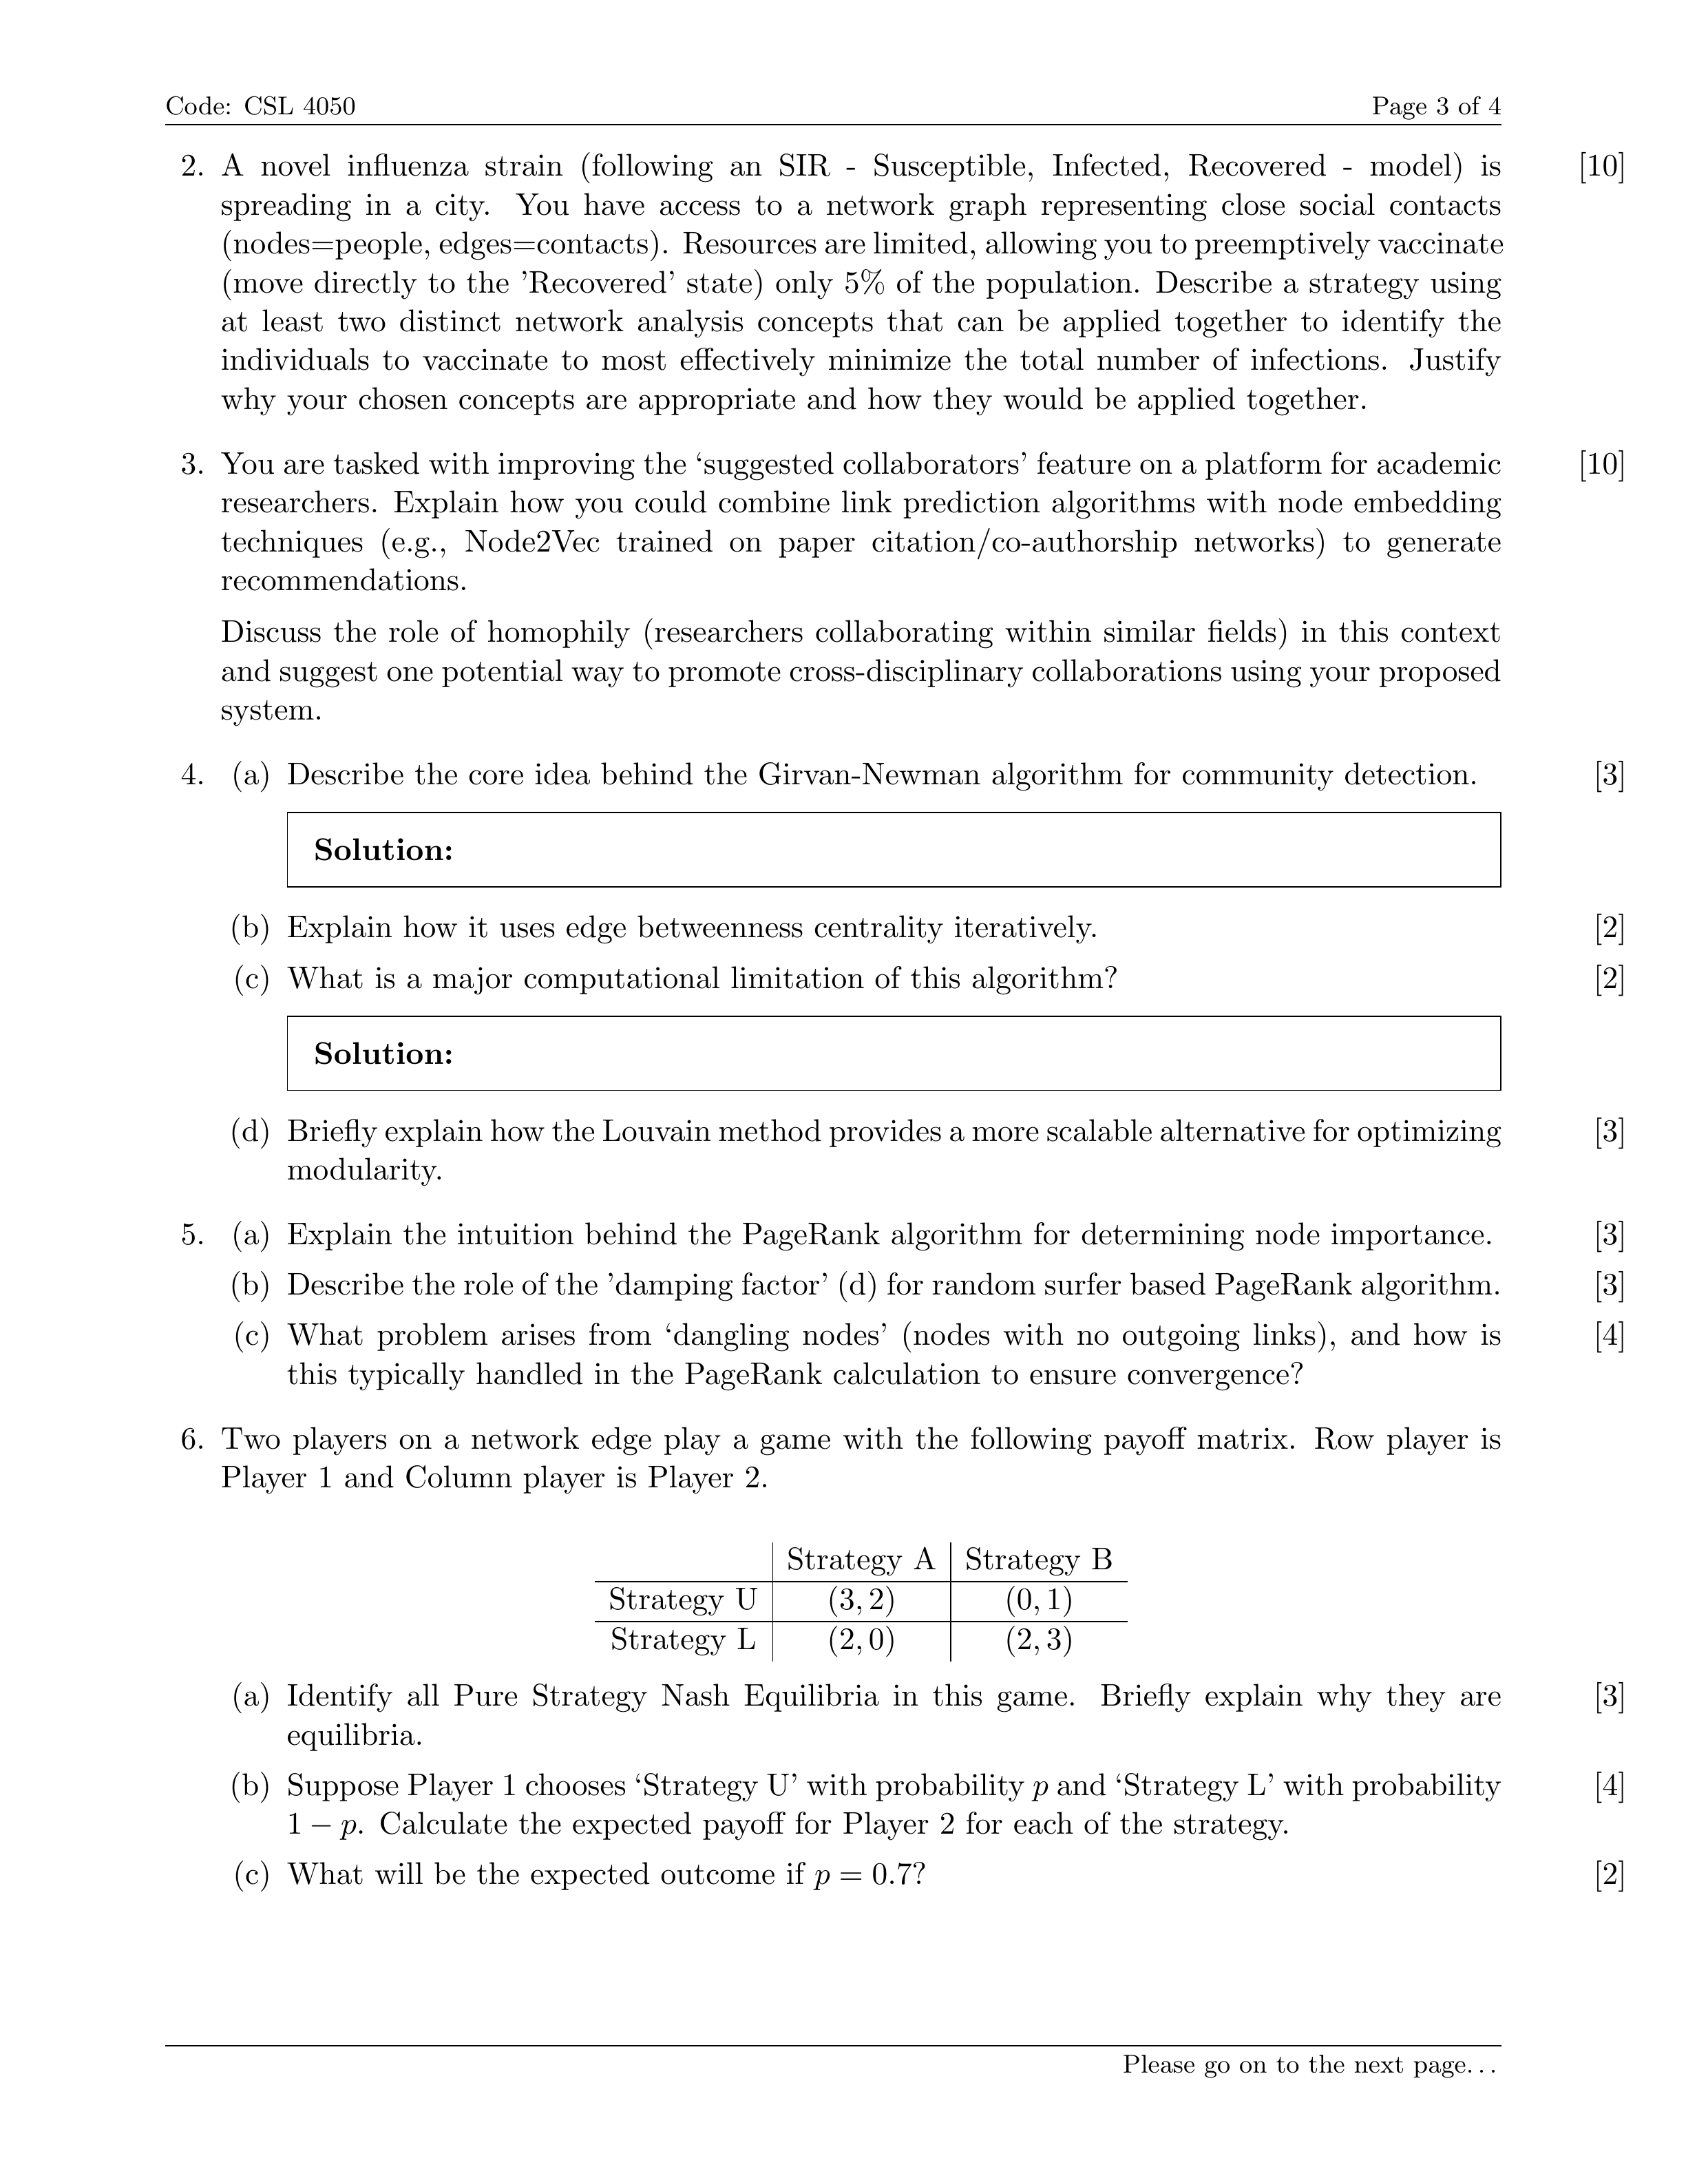 Code: CSL 4050 Page 3 of 4
2. A novel influenza strain (following an SIR - Susceptible, Infected, Recovered - model) is [10]
spreading in a city. You have access to a network graph representing close social contacts
(nodes=people, edges=contacts). Resources are limited, allowing you to preemptively vaccinate
(move directly to the ’Recovered’ state) only 5% of the population. Describe a strategy using
at least two distinct network analysis concepts that can be applied together to identify the
individuals to vaccinate to most effectively minimize the total number of infections. Justify
why your chosen concepts are appropriate and how they would be applied together.
3. You are tasked with improving the ‘suggested collaborators’ feature on a platform for academic [10]
researchers. Explain how you could combine link prediction algorithms with node embedding
techniques (e.g., Node2Vec trained on paper citation/co-authorship networks) to generate
recommendations.
Discuss the role of homophily (researchers collaborating within similar fields) in this context
and suggest one potential way to promote cross-disciplinary collaborations using your proposed
system.
4. (a) Describe the core idea behind the Girvan-Newman algorithm for community detection. [3]
Solution:
(b) Explain how it uses edge betweenness centrality iteratively. [2]
(c) What is a major computational limitation of this algorithm? [2]
Solution:
(d) Briefly explain how the Louvain method provides a more scalable alternative for optimizing [3]
modularity.
5. (a) Explain the intuition behind the PageRank algorithm for determining node importance. [3]
(b) Describe the role of the ’damping factor’ (d) for random surfer based PageRank algorithm. [3]
(c) What problem arises from ‘dangling nodes’ (nodes with no outgoing links), and how is [4]
this typically handled in the PageRank calculation to ensure convergence?
6. Two players on a network edge play a game with the following payoff matrix. Row player is
Player 1 and Column player is Player 2.
Strategy A Strategy B
Strategy U (3, 2) (0, 1)
Strategy L (2, 0) (2, 3)
(a) Identify all Pure Strategy Nash Equilibria in this game. Briefly explain why they are [3]
equilibria.
(b) Suppose Player 1 chooses ‘Strategy U’ with probability p and ‘Strategy L’ with probability [4]
1 − p. Calculate the expected payoff for Player 2 for each of the strategy.
(c) What will be the expected outcome if p = 0.7? [2]
Please go on to the next page. . .